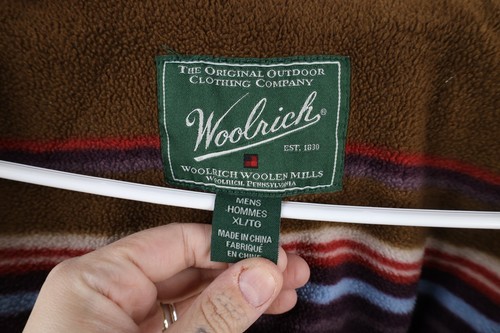 THE ORIGINAL OUTDOOR
CLOTHING COMPANY
Woolrich®
EST. 1830
WOOLRICH WOOLEN MILLS
WOOLRICH, PENNSYLVANIA
MENS
HOMMES
XL/TG
MADE IN CHINA
FABRIQUÉ
EN CHINE